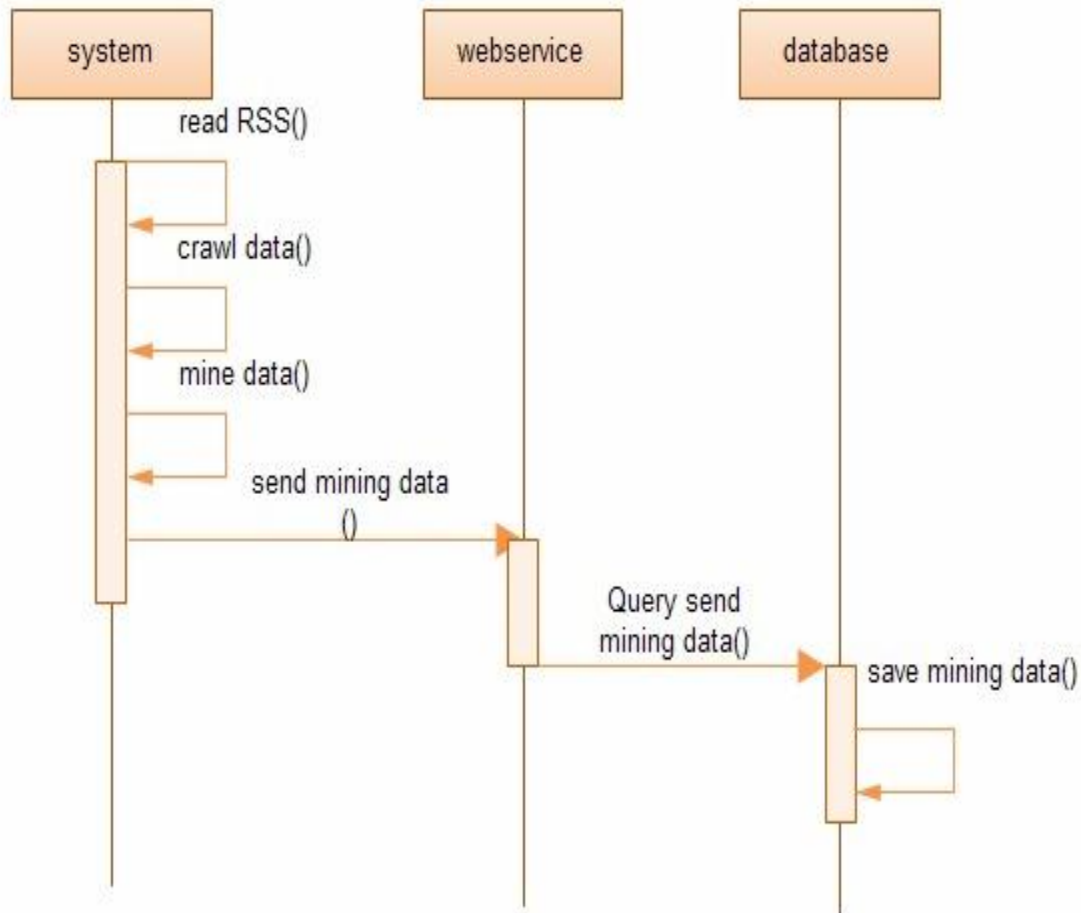 system
webservice
database
read RSS()
crawl data()
mine data()
send mining data
()
Query send
mining data()
save mining data()